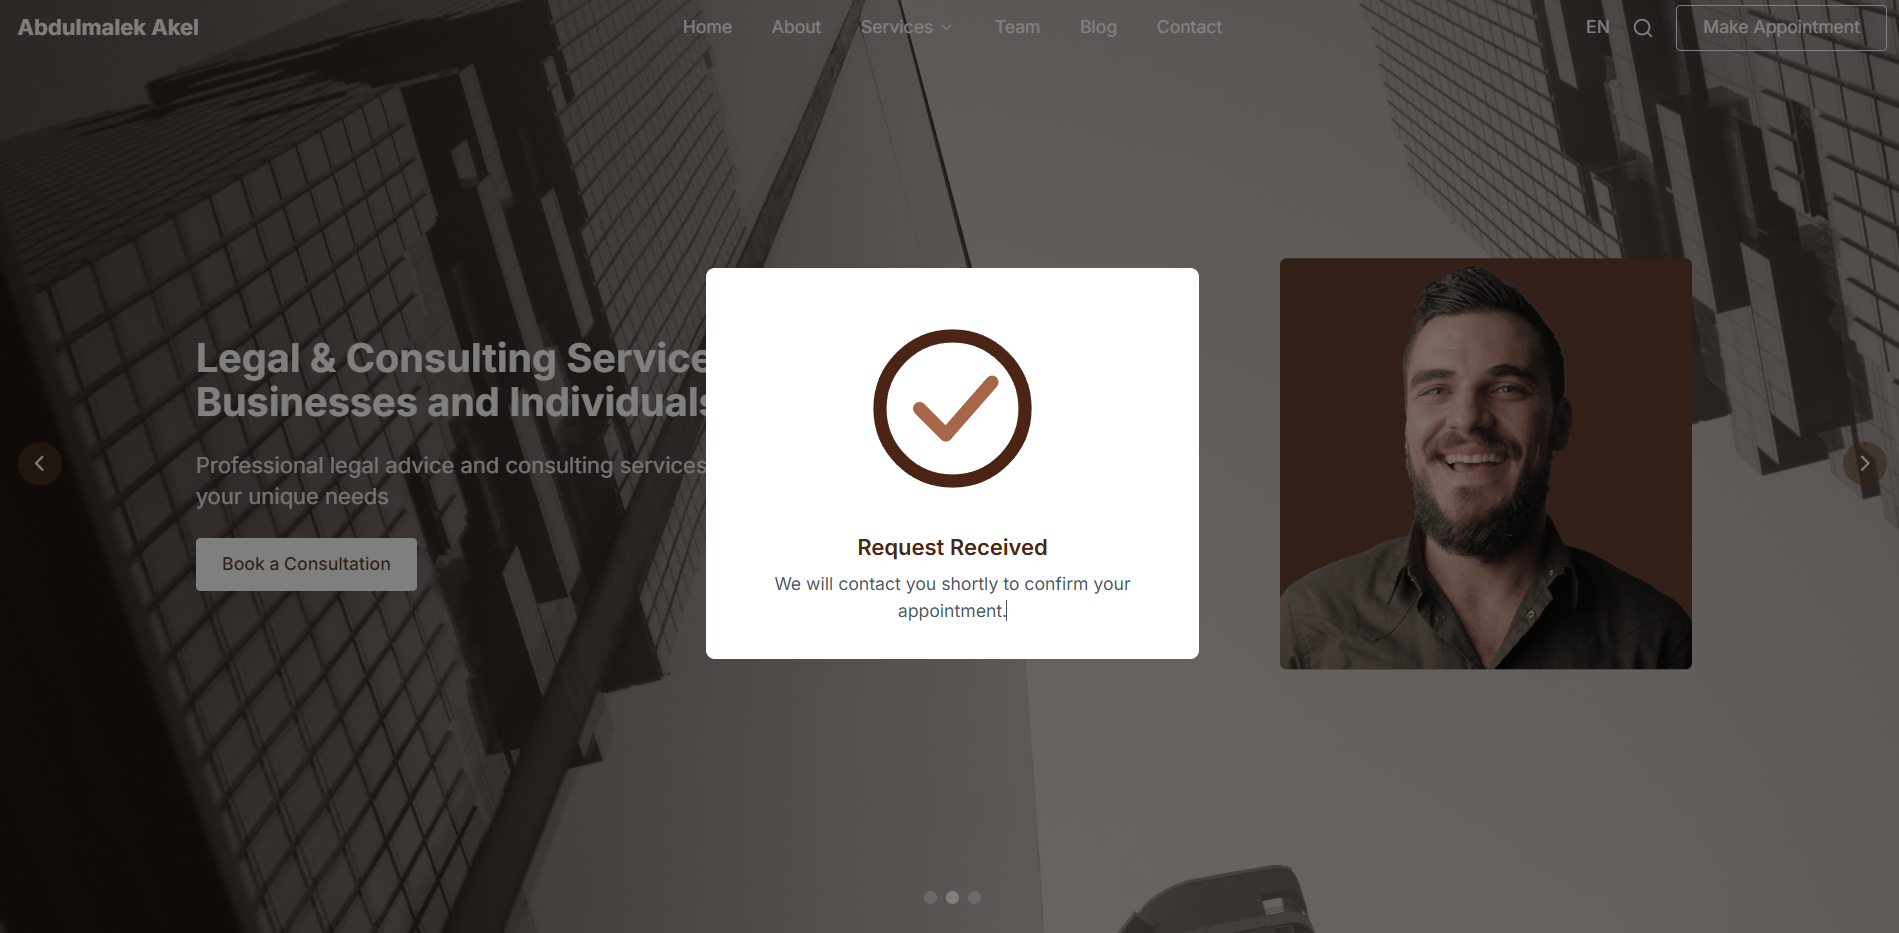 Abdulmalek Akel
Home
About
Services
Team
Blog
Contact
EN
Make Appointment
Legal & Consulting Service
Businesses and Individuals
Professional legal advice and consulting services
your unique needs
Book a Consultation
Request Received
We will contact you shortly to confirm your
appointment.